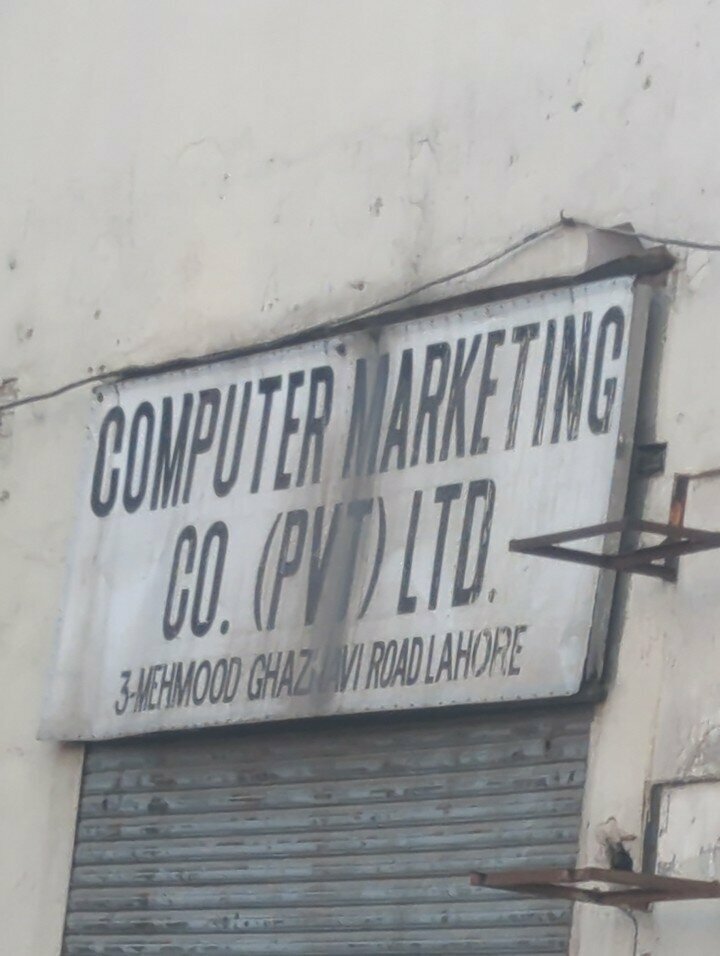 COMPUTER MARKETING
CO. (PVT) LTD.
3-MEHMOOD GHAZNAVI ROAD LAHORE